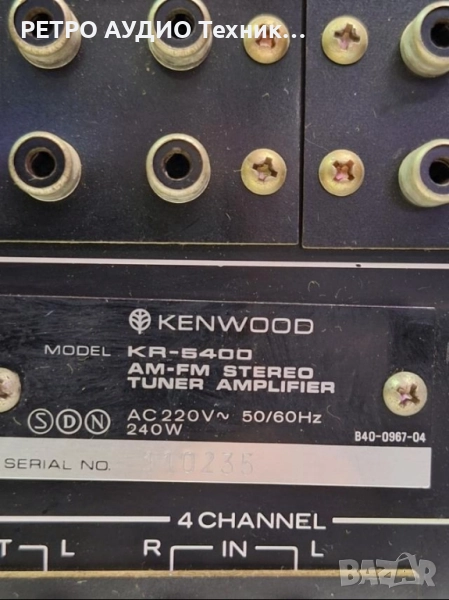 РЕТРО АУДИО Техник...
KENWOOD
MODEL KR-5400
AM-FM STEREO
TUNER AMPLIFIER
S D N AC 220V~ 50/60Hz
240W
B40-0967-04
SERIAL NO.
4 CHANNEL
T L R IN L
bazar